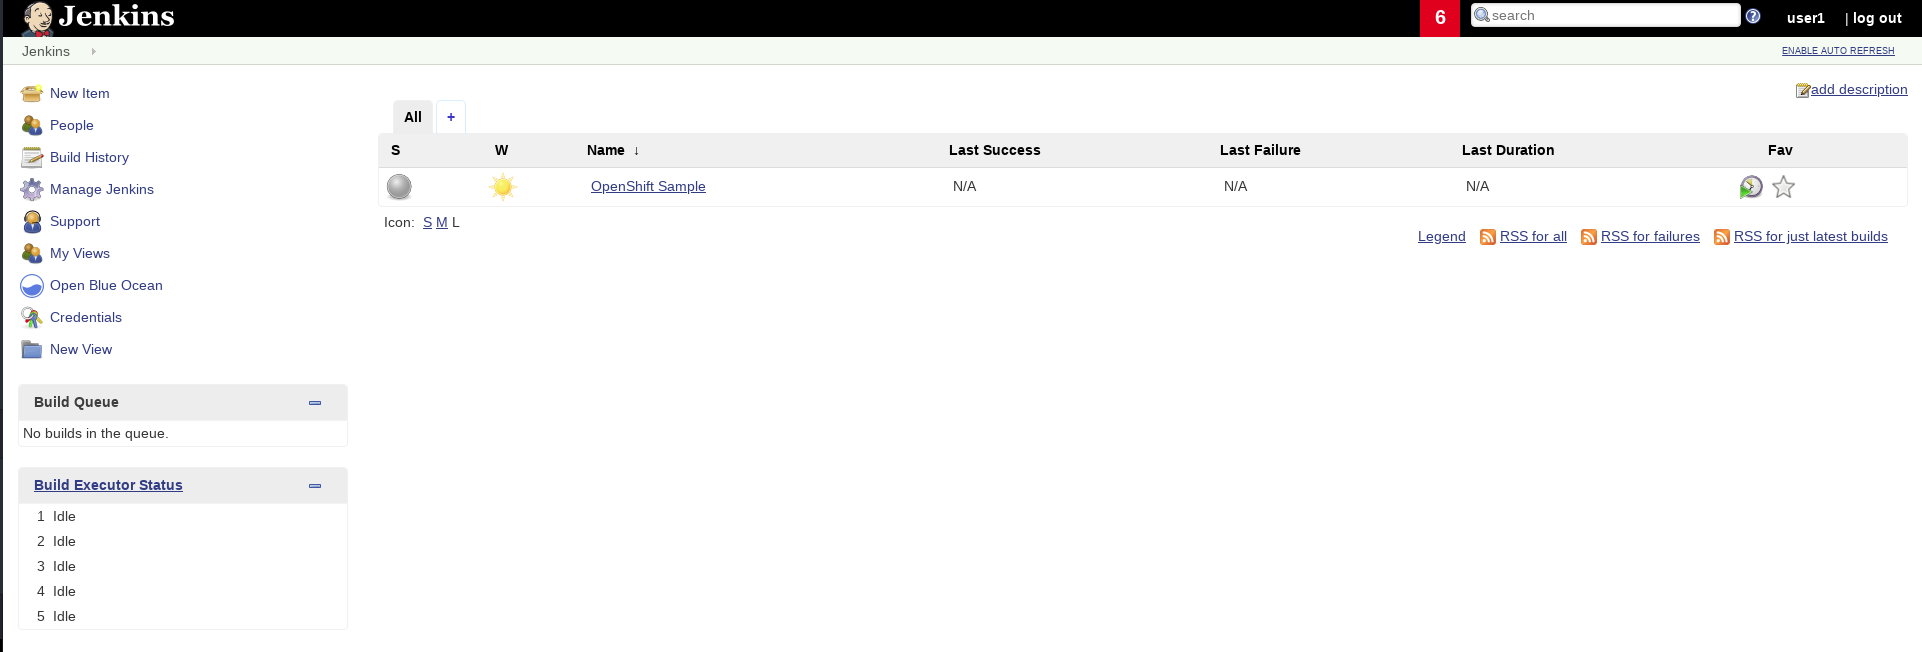 Jenkins
6
search
user1
| log out
Jenkins
ENABLE AUTO REFRESH
New Item
People
Build History
Manage Jenkins
Support
My Views
Open Blue Ocean
Credentials
New View
Build Queue
No builds in the queue.
Build Executor Status
1 Idle
2 Idle
3 Idle
4 Idle
5 Idle
add description
All +
S W Name ↓ Last Success Last Failure Last Duration Fav
OpenShift Sample N/A N/A N/A
Icon: S M L
Legend RSS for all RSS for failures RSS for just latest builds